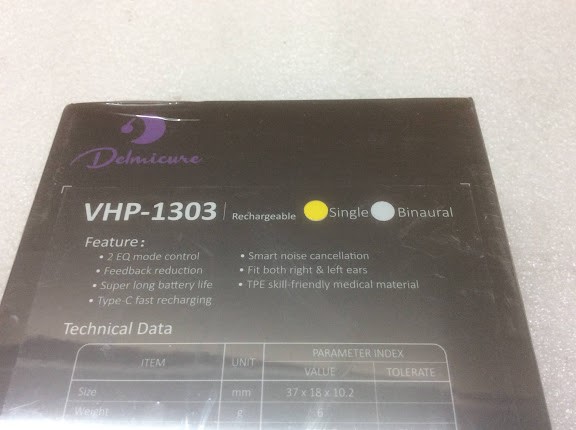 Delmicure
VHP-1303 | Rechargeable Single Binaural
Feature:
• 2 EQ mode control
• Feedback reduction
• Super long battery life
• Type-C fast recharging
• Smart noise cancellation
• Fit both right & left ears
• TPE skill-friendly medical material
Technical Data
ITEM UNIT PARAMETER INDEX
VALUE TOLERATE
Size mm 37 x 18 x 10.2
Weight g 6